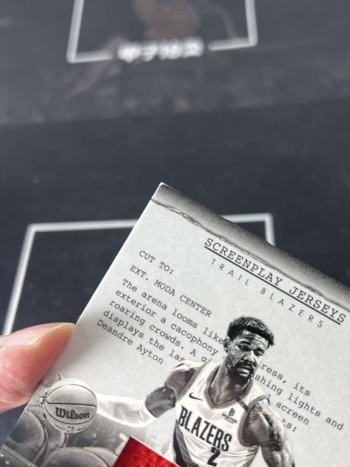 SCREENPLAY JERSEYS
TRAIL BLAZERS
CUT TO:
EXT. MODA CENTER
The arena looms like
ress, its
exterior a cacophony
shing lights and
roaring crowds. A
screen
displays the
Deandre Ayton
Wilson
BLAZERS
2